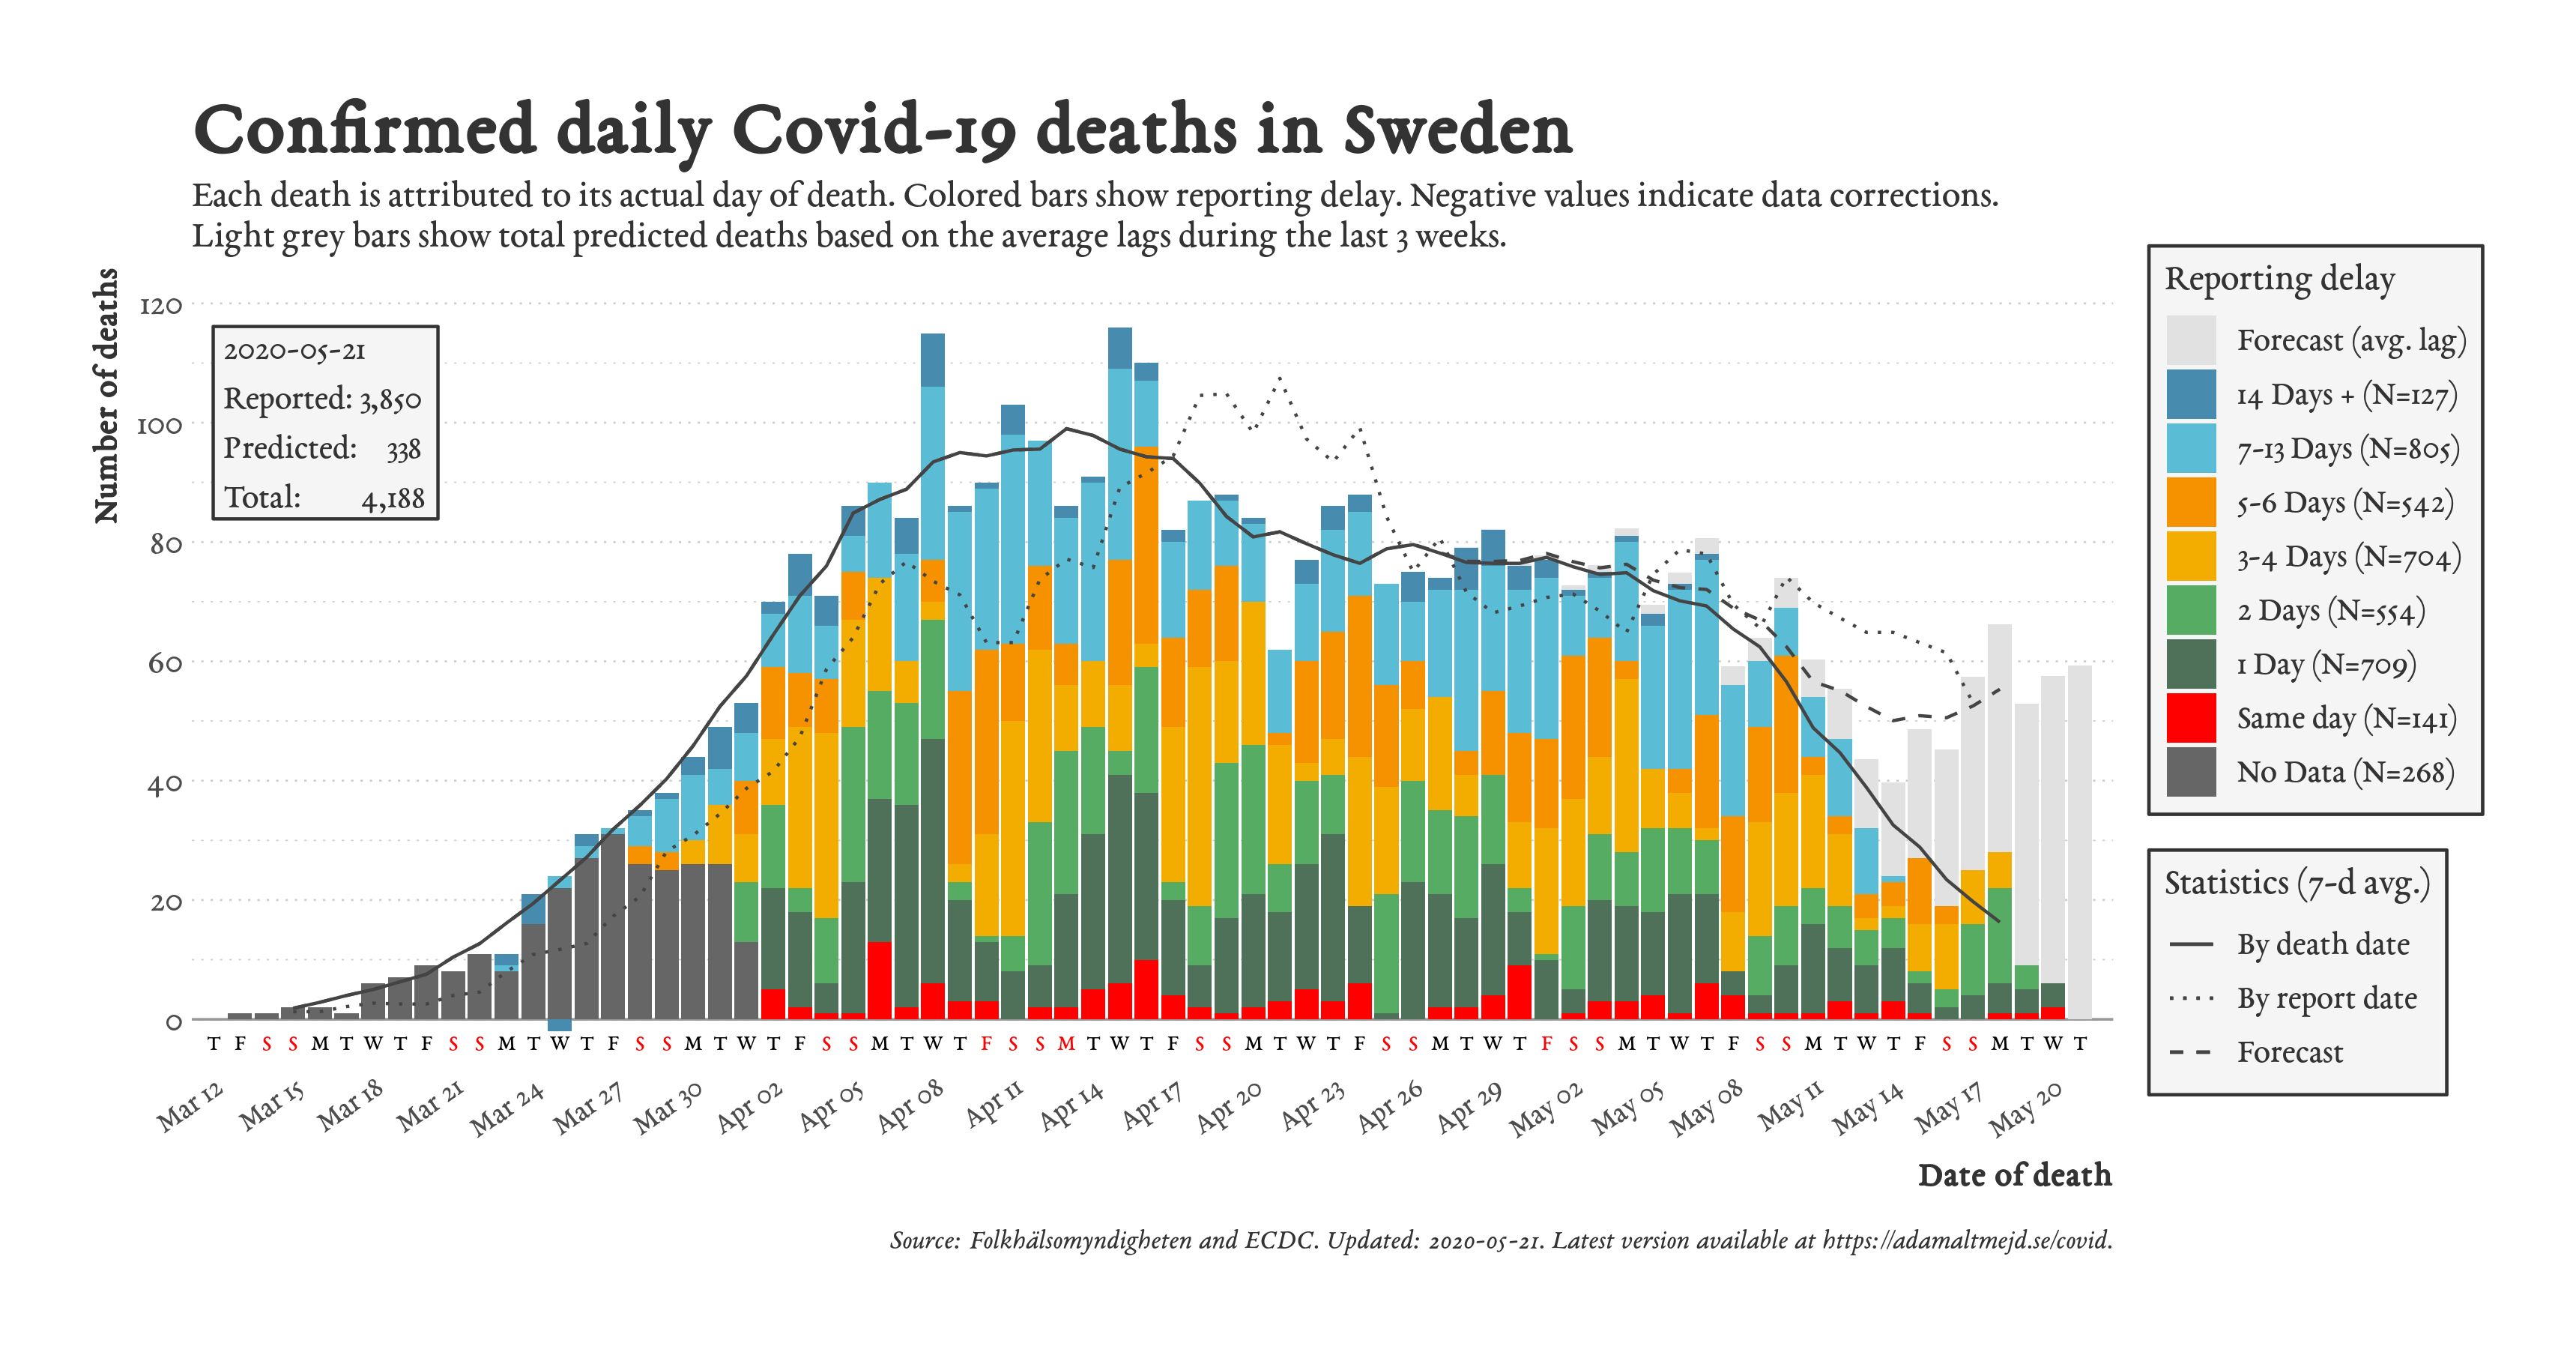 Confirmed daily Covid-19 deaths in Sweden
Each death is attributed to its actual day of death. Colored bars show reporting delay. Negative values indicate data corrections.
Light grey bars show total predicted deaths based on the average lags during the last 3 weeks.
Number of deaths
120
100
80
60
40
20
0
2020-05-21
Reported: 3,850
Predicted: 338
Total: 4,188
Reporting delay
Forecast (avg. lag)
14 Days + (N=127)
7-13 Days (N=805)
5-6 Days (N=542)
3-4 Days (N=704)
2 Days (N=554)
1 Day (N=709)
Same day (N=141)
No Data (N=268)
Statistics (7-d avg.)
By death date
By report date
Forecast
T F S S M T W T F S S M T W T F S S M T W T F S S M T W T F S S M T W T F S S M T W T F S S M T W T F S S M T W T F S S M T W T F S S M T W T
Mar 12 Mar 15 Mar 18 Mar 21 Mar 24 Mar 27 Mar 30 Apr 02 Apr 05 Apr 08 Apr 11 Apr 14 Apr 17 Apr 20 Apr 23 Apr 26 Apr 29 May 02 May 05 May 08 May 11 May 14 May 17 May 20
Date of death
Source: Folkhälsomyndigheten and ECDC. Updated: 2020-05-21. Latest version available at https://adamaltmejd.se/covid.